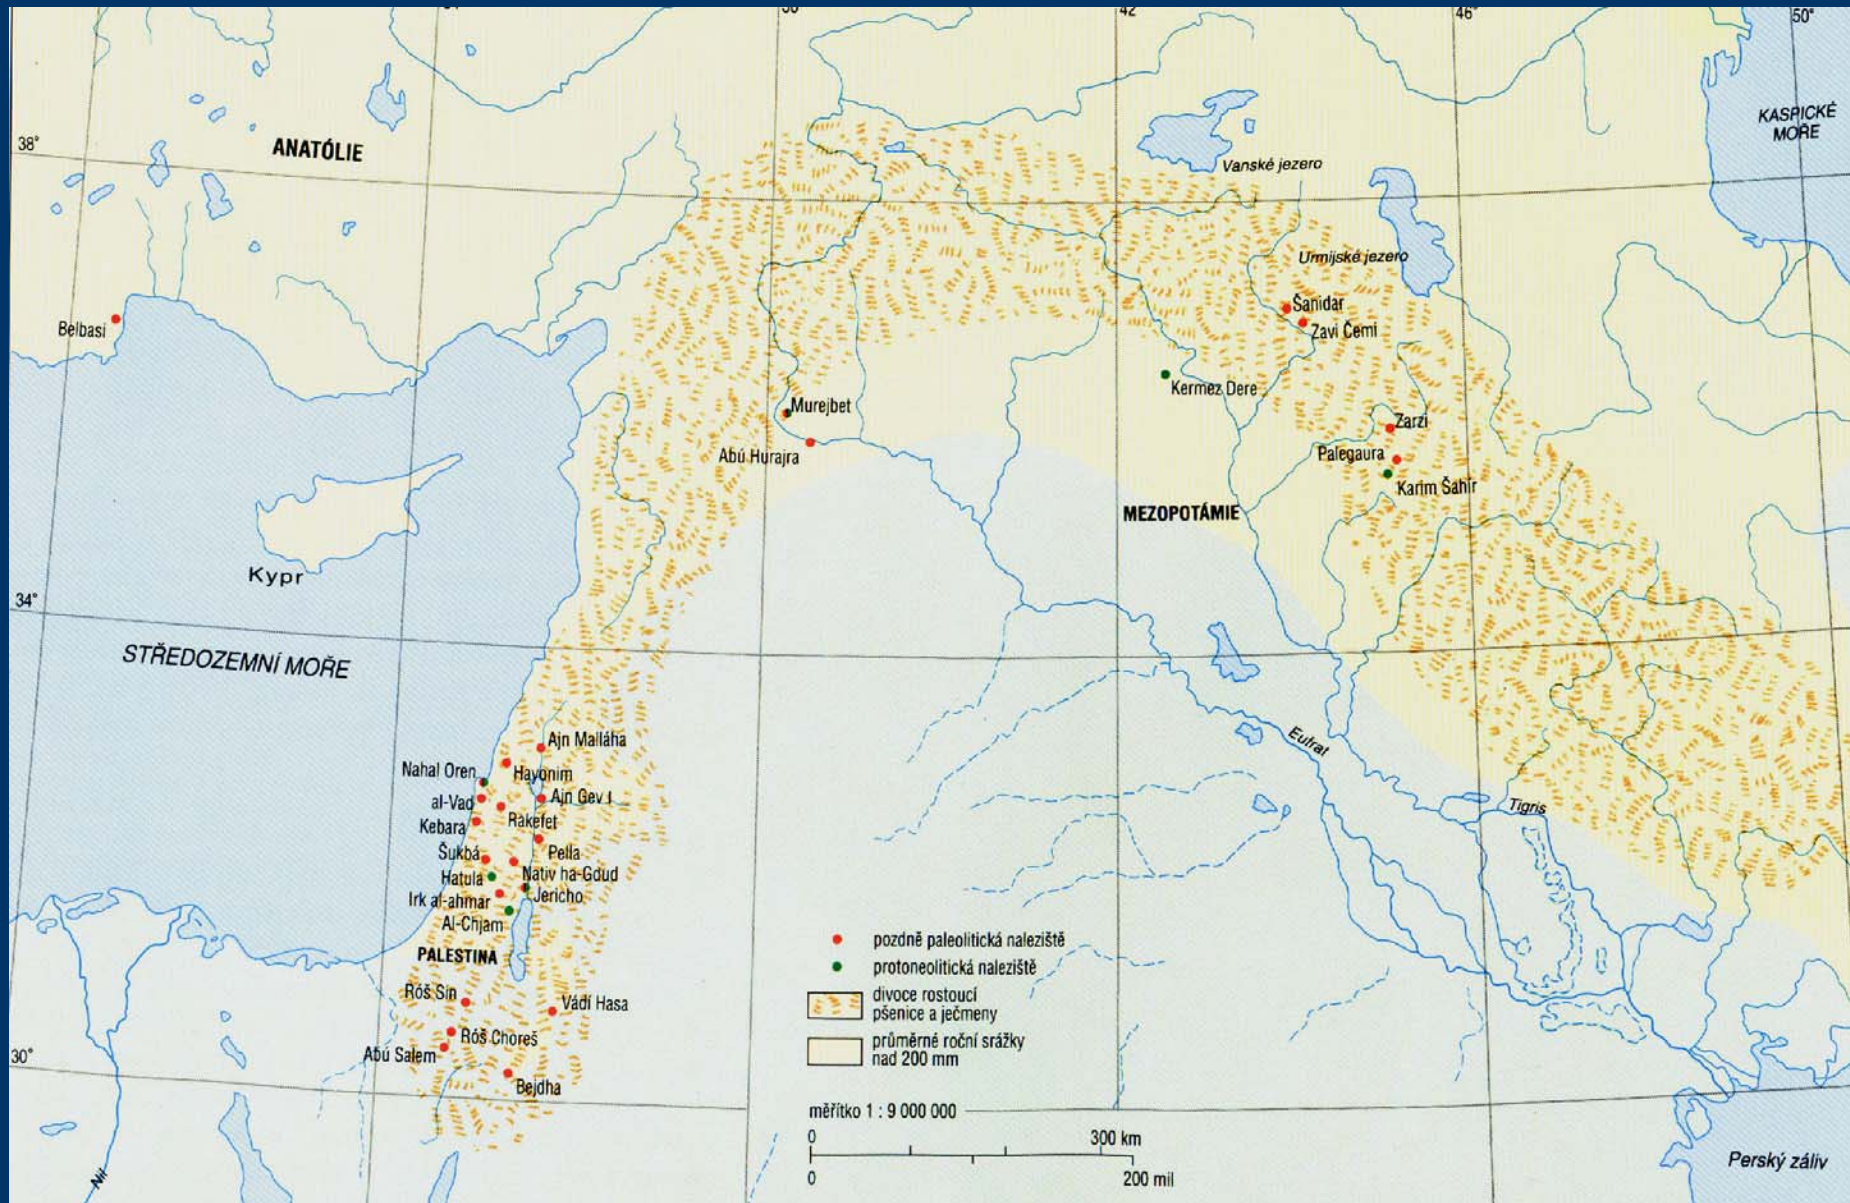 42
46°
50°
KASPICKÉ
MOŘE
38°
ANATÓLIE
Vanské jezero
Urmijské jezero
Šanidar
Zavi Čemi
Belbasi
Kermez Dere
Murejbet
Zarzi
Abú Hurajra
Palegaura
Karim Šahir
MEZOPOTÁMIE
Kypr
34°
STŘEDOZEMNÍ MOŘE
Eufrat
Tigris
Ajn Malláha
Nahal Oren
Hayonim
al-Vad
Ajn Gev I
Kebara
Rakefet
Šukbá
Pella
Hatula
Nativ ha-Gdud
Irk al-ahmar
Jericho
Al-Chjam
PALESTINA
Róš Sin
Vádí Hasa
Róš Choreš
Abú Salem
Bejdha
30°
Nil
pozdně paleolitická naleziště
protoneolitická naleziště
divoce rostoucí
pšenice a ječmeny
průměrné roční srážky
nad 200 mm
měřítko 1 : 9 000 000
0 300 km
0 200 mil
Perský záliv